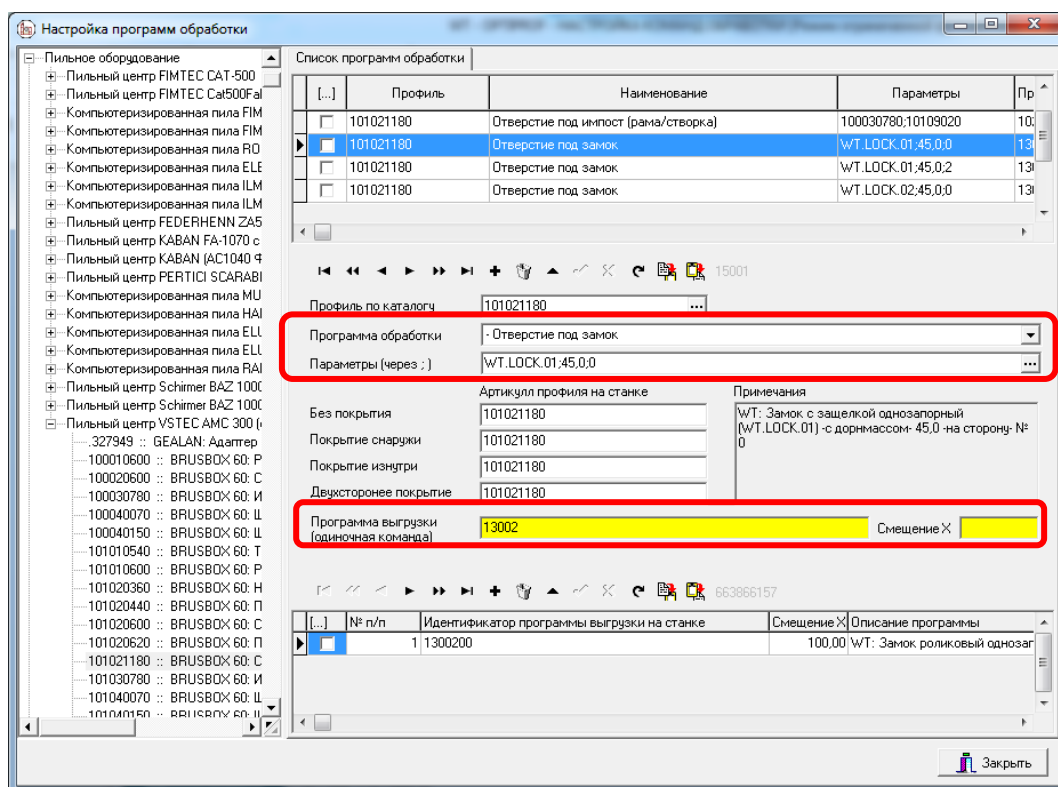 Настройка программ обработки
Пильное оборудование
Пильный центр FIMTEC CAT-500
Пильный центр FIMTEC Cat500Fal
Компьютеризированная пила FIM
Компьютеризированная пила FIM
Компьютеризированная пила RO
Компьютеризированная пила ELE
Компьютеризированная пила ILM
Компьютеризированная пила ILM
Пильный центр FEDERHENN ZA5
Пильный центр KABAN FA-1070 с
Пильный центр KABAN (AC1040 Ф
Пильный центр PERTICI SCARABI
Компьютеризированная пила MU
Компьютеризированная пила HAI
Компьютеризированная пила ELU
Компьютеризированная пила ELU
Компьютеризированная пила RAI
Пильный центр Schirmer BAZ 1000
Пильный центр Schirmer BAZ 1000
Пильный центр VSTEC AMC 300 (
.327949 :: GEALAN: Адаптер
100010600 :: BRUSBOX 60: Р
100020600 :: BRUSBOX 60: С
100030780 :: BRUSBOX 60: И
100040070 :: BRUSBOX 60: Ш
100040150 :: BRUSBOX 60: Ш
101010540 :: BRUSBOX 60: Т
101010600 :: BRUSBOX 60: Р
101020360 :: BRUSBOX 60: Н
101020440 :: BRUSBOX 60: П
101020600 :: BRUSBOX 60: С
101020620 :: BRUSBOX 60: П
101021180 :: BRUSBOX 60: С
101030780 :: BRUSBOX 60: И
101040070 :: BRUSBOX 60: Ш
101040150 :: BRUSBOX 60: Ш
Список программ обработки
[...] Профиль Наименование Параметры Пр
101021180 Отверстие под импост (рама/створка) 100030780;10109020 10
101021180 Отверстие под замок WT.LOCK.01;45,0;0 13
101021180 Отверстие под замок WT.LOCK.01;45,0;2 13
101021180 Отверстие под замок WT.LOCK.02;45,0;0 13
15001
Профиль по каталогу 101021180 ...
Программа обработки - Отверстие под замок
Параметры (через ; ) WT.LOCK.01;45,0;0 ...
Артикулл профиля на станке Примечания
Без покрытия 101021180
Покрытие снаружи 101021180
Покрытие изнутри 101021180
Двухсторонее покрытие 101021180
WT: Замок с защелкой однозапорный
(WT.LOCK.01) -с дорнмассом- 45,0 -на сторону- №
0
Программа выгрузки
(одиночная команда) 13002 Смещение X
663866157
[...] № п/п Идентификатор программы выгрузки на станке Смещение X Описание программы
1 1300200 100,00 WT: Замок роликовый однозап
Закрыть